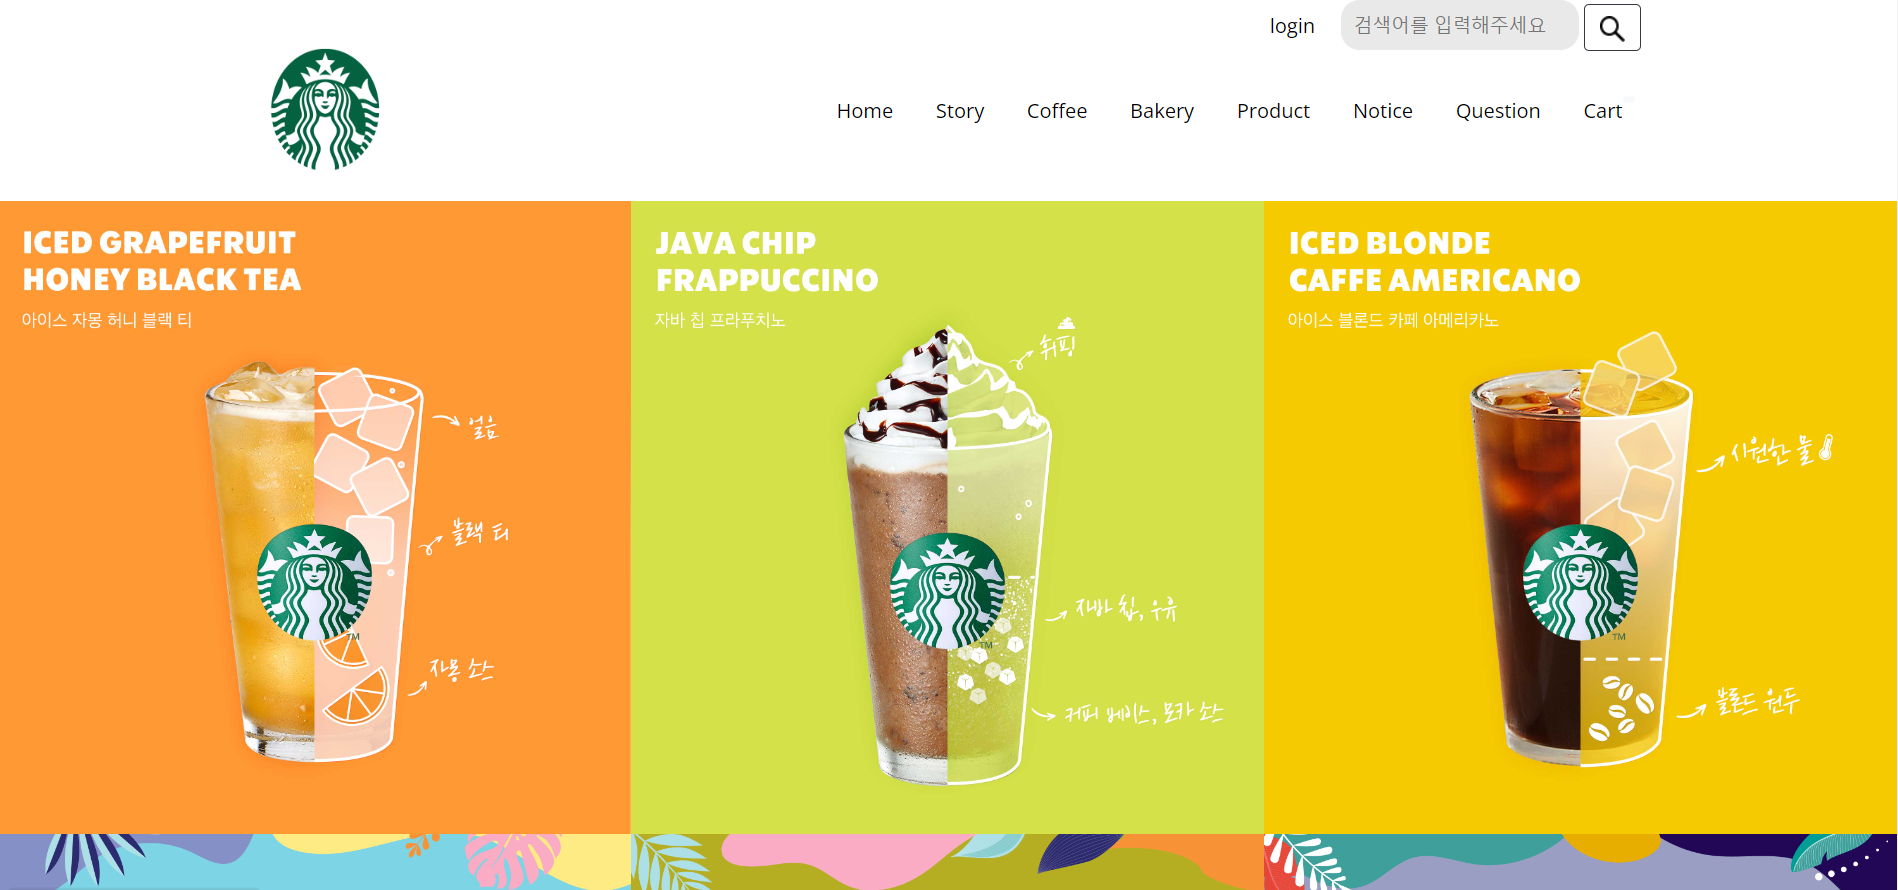 login
검색어를 입력해주세요
Home Story Coffee Bakery Product Notice Question Cart
ICED GRAPEFRUIT
HONEY BLACK TEA
아이스 자몽 허니 블랙 티
얼음
블랙 티
자몽 소스
TM
JAVA CHIP
FRAPPUCCINO
자바 칩 프라푸치노
휘핑
자바 칩, 우유
TM
커피 베이스, 모카 소스
ICED BLONDE
CAFFE AMERICANO
아이스 블론드 카페 아메리카노
시원한 물
TM
블론드 원두